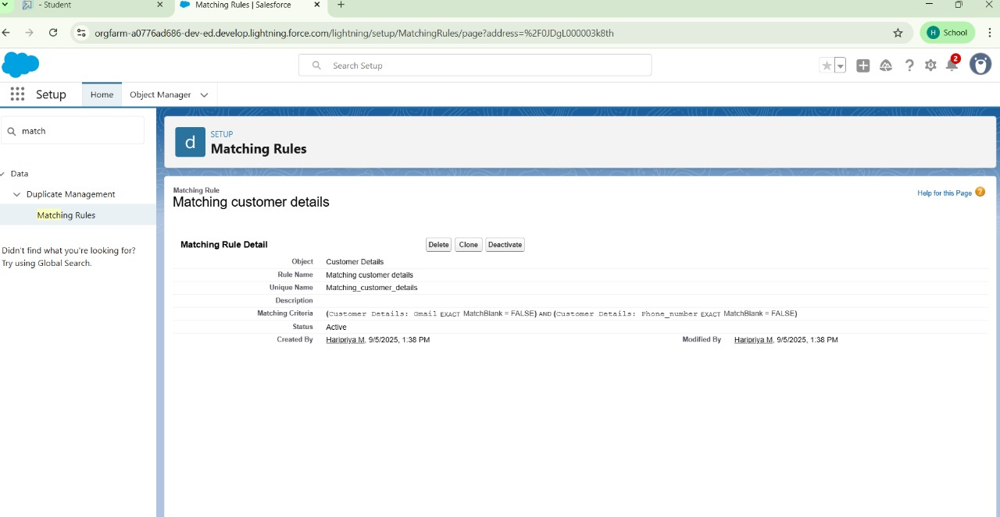 - Student
Matching Rules | Salesforce
orgfarm-a0776ad686-dev-ed.develop.lightning.force.com/lightning/setup/MatchingRules/page?address=%2F0JDgL000003k8th
H School
Search Setup
2
Setup Home Object Manager
match
d SETUP
Matching Rules
Data
Duplicate Management
Matching Rules
Didn't find what you're looking for?
Try using Global Search.
Matching Rule
Matching customer details
Help for this Page ?
Matching Rule Detail Delete Clone Deactivate
Object Customer Details
Rule Name Matching customer details
Unique Name Matching_customer_details
Description
Matching Criteria (Customer Details: Gmail EXACT MatchBlank = FALSE) AND (Customer Details: Phone_number EXACT MatchBlank = FALSE)
Status Active
Created By Haripriya M, 9/5/2025, 1:38 PM Modified By Haripriya M, 9/5/2025, 1:38 PM